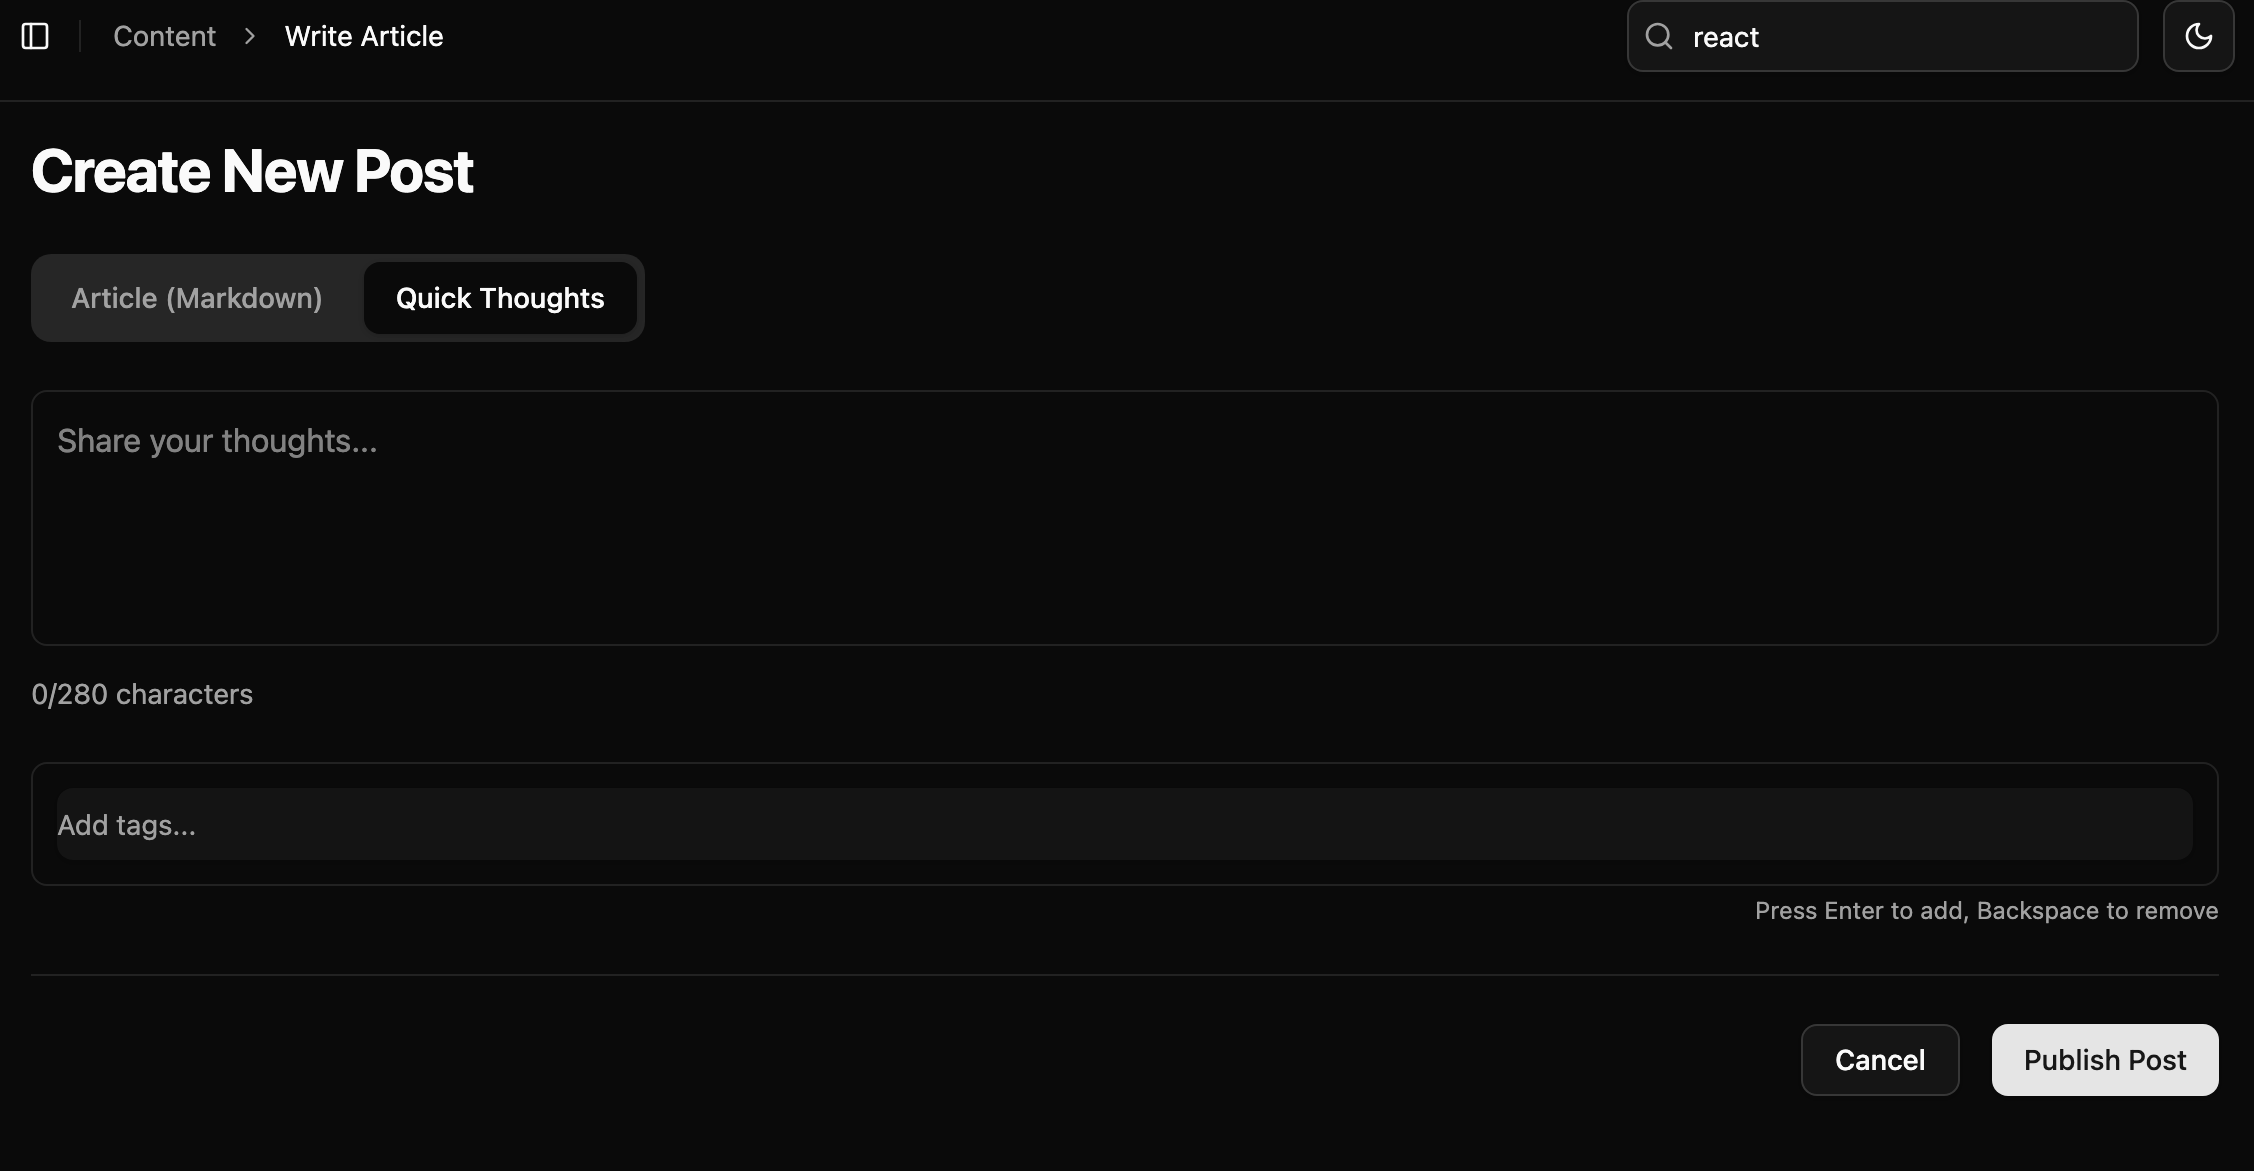 Content > Write Article
react
Create New Post
Article (Markdown)
Quick Thoughts
Share your thoughts...
0/280 characters
Add tags...
Press Enter to add, Backspace to remove
Cancel
Publish Post